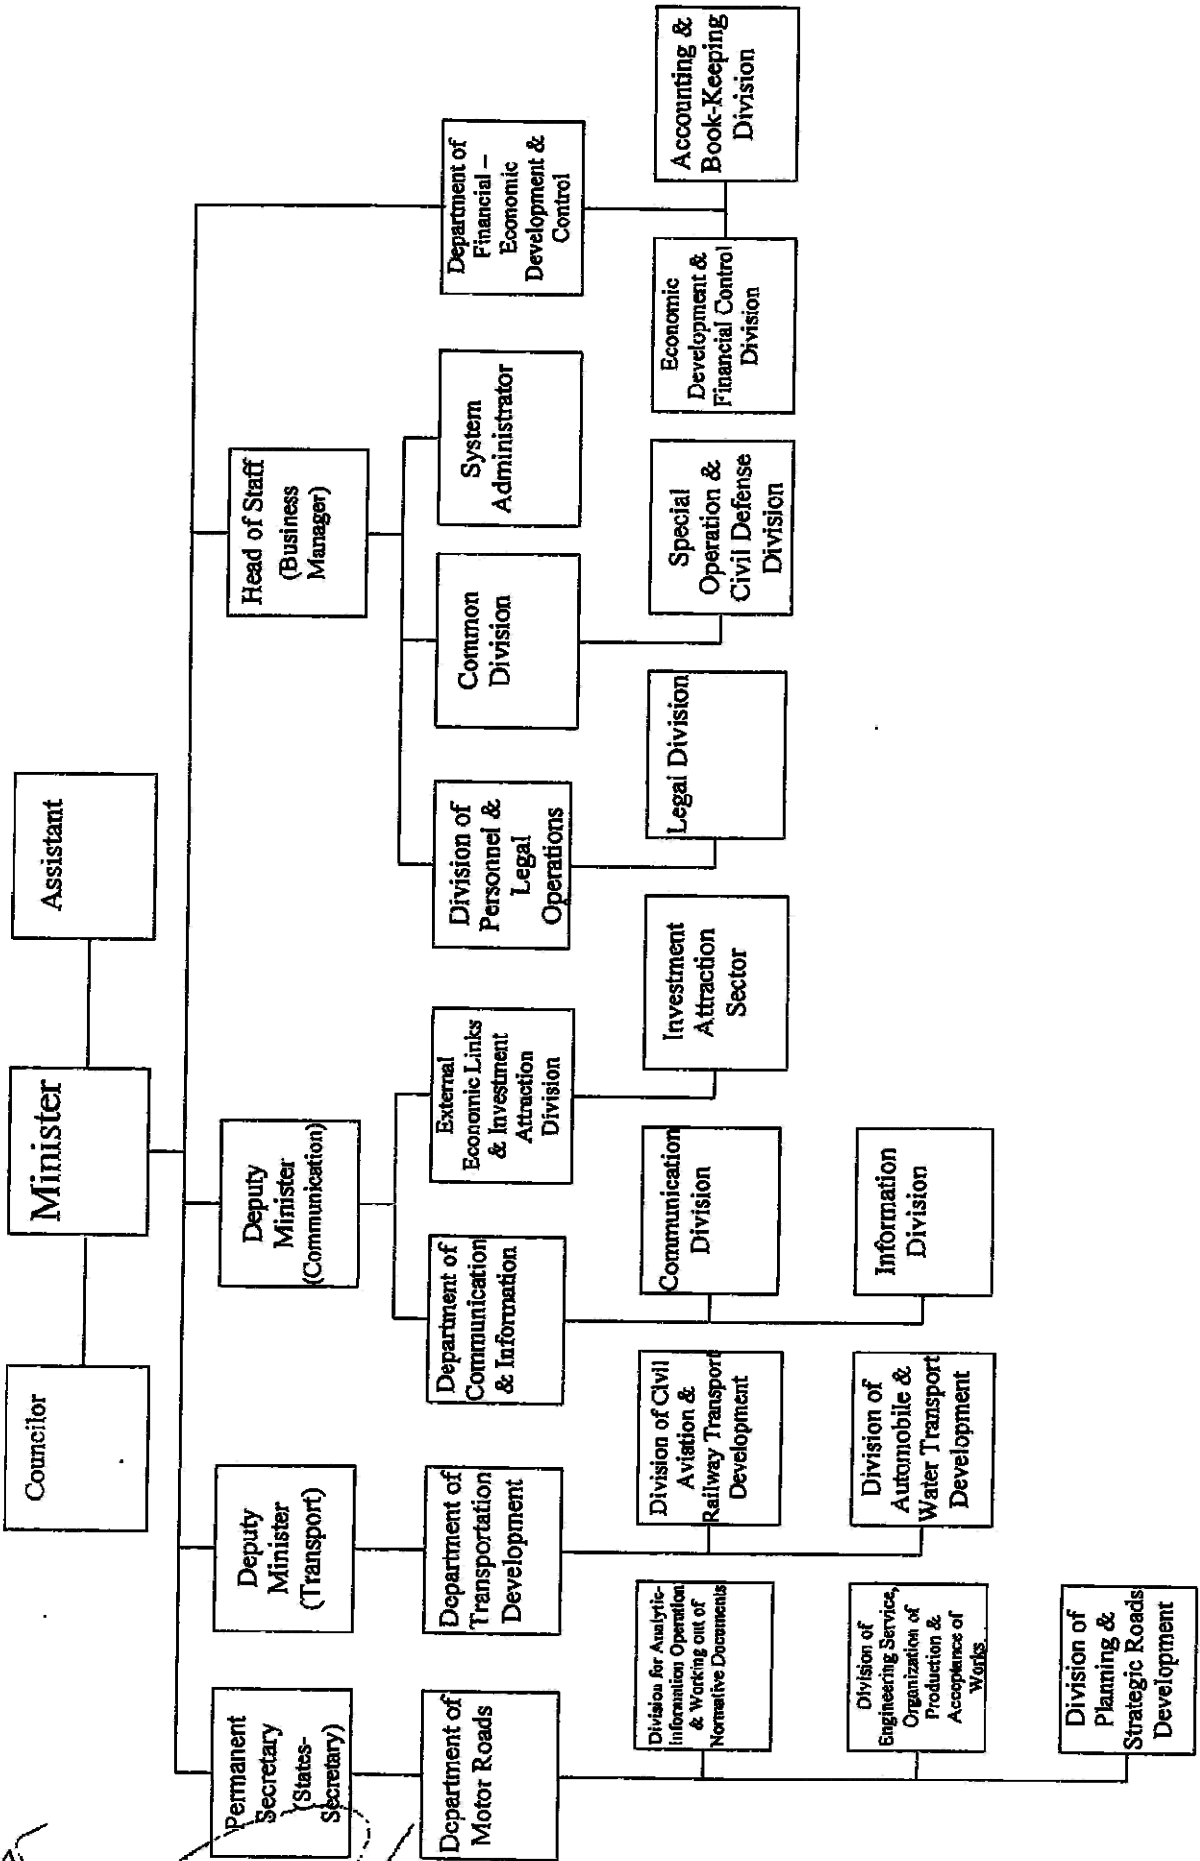 Councilor
Minister
Assistant
Permanent
Secretary
(States-
Secretary)
Deputy
Minister
(Transport)
Deputy
Minister
(Communication)
Head of Staff
(Business
Manager)
Department of
Motor Roads
Department of
Transportation
Development
Department of
Communication
& Information
External
Economic Links
& Investment
Attraction
Division
Division of
Personnel &
Legal
Operations
Common
Division
System
Administrator
Department of
Financial –
Economic
Development &
Control
Division for Analytic-
Information Operation
& Working out of
Normative Documents
Division of Civil
Aviation &
Railway Transport
Development
Communication
Division
Investment
Attraction
Sector
Legal Division
Special
Operation &
Civil Defense
Division
Economic
Development &
Financial Control
Division
Accounting &
Book-Keeping
Division
Division of
Engineering Service,
Organization of
Production &
Acceptance of
Works
Division of
Automobile &
Water Transport
Development
Information
Division
Division of
Planning &
Strategic Roads
Development